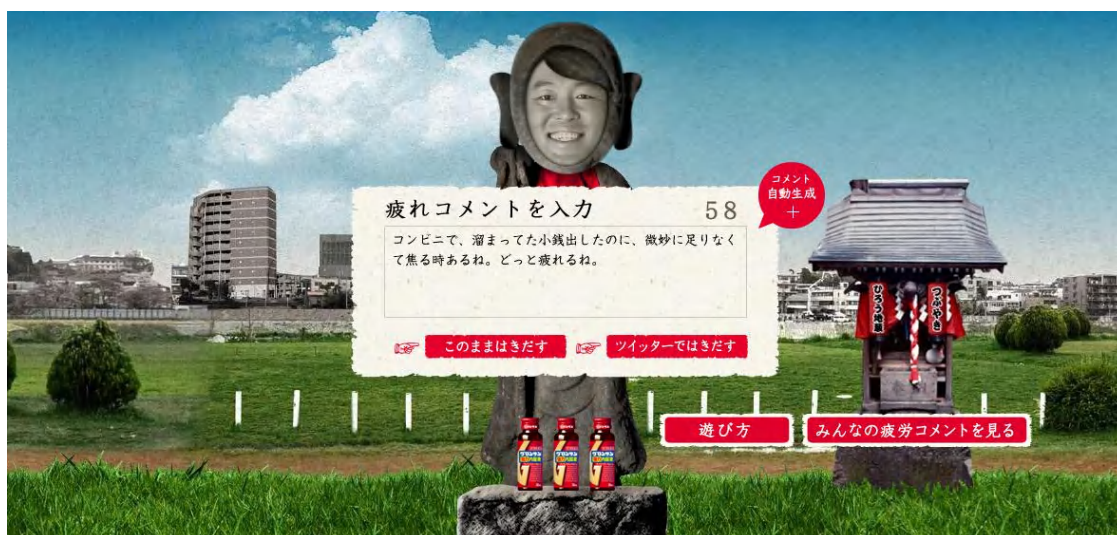 コメント
自動生成
+
疲れコメントを入力
58
コンビニで、溜まってた小銭出したのに、微妙に足りなく
て焦る時あるね。どっと疲れるね。
ひろう地蔵
つぶやき
このままはきだす
ツイッターではきだす
遊び方
みんなの疲労コメントを見る